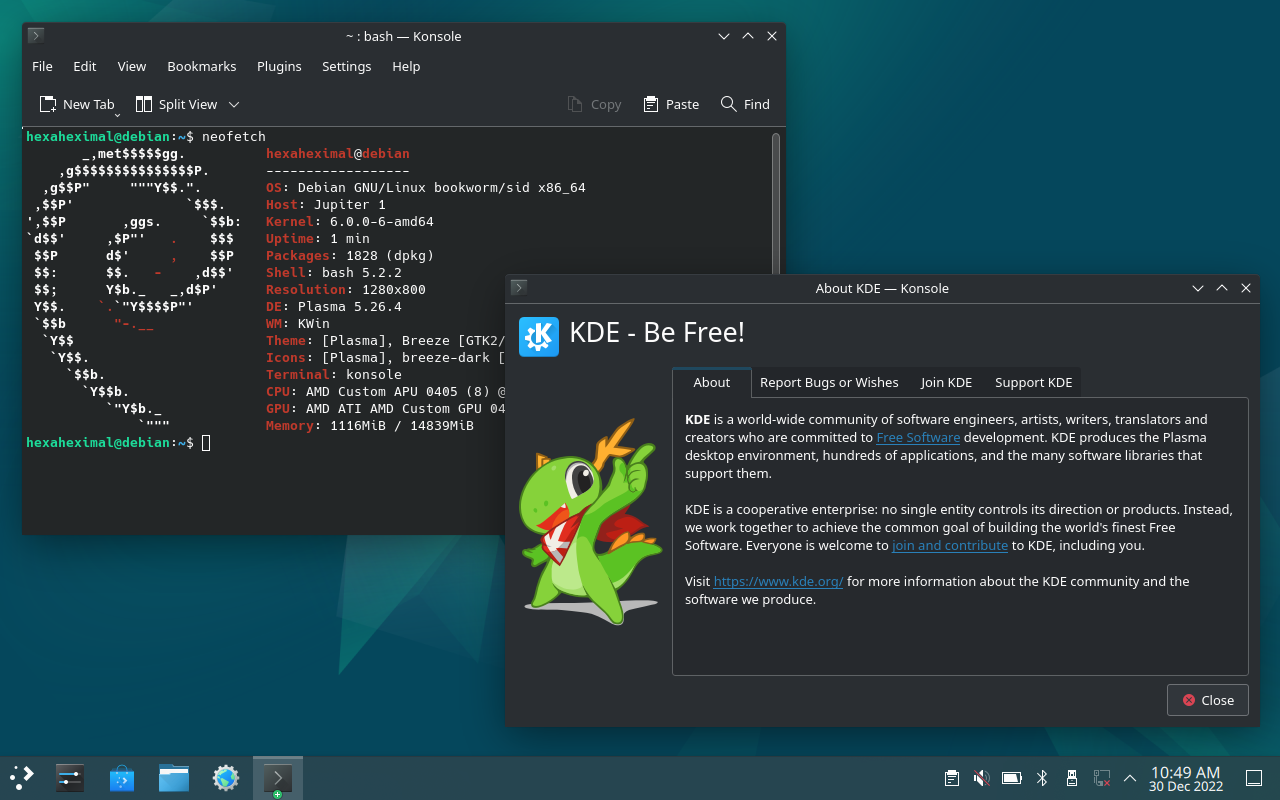 ~ : bash — Konsole
File Edit View Bookmarks Plugins Settings Help
New Tab Split View Copy Paste Find
hexaheximal@debian:~$ neofetch
_,met$$$$$gg. hexaheximal@debian
,g$$$$$$$$$$$$$$$P. ------------------
,g$$P" """Y$$.". OS: Debian GNU/Linux bookworm/sid x86_64
,$$P' `$$$. Host: Jupiter 1
',$$P ,ggs. `$$b: Kernel: 6.0.0-6-amd64
`d$$' ,$P"' . $$$ Uptime: 1 min
$$P d$' , $$P Packages: 1828 (dpkg)
$$: $$. - ,d$$' Shell: bash 5.2.2
$$; Y$b._ _,d$P' Resolution: 1280x800
Y$$. `.`"Y$$$$P"' DE: Plasma 5.26.4
`$$b "-.__ WM: KWin
`Y$$ Theme: [Plasma], Breeze [GTK2/
`Y$$. Icons: [Plasma], breeze-dark [
`$$b. Terminal: konsole
`Y$$b. CPU: AMD Custom APU 0405 (8) @
`"Y$b._ GPU: AMD ATI AMD Custom GPU 04
`""" Memory: 1116MiB / 14839MiB
hexaheximal@debian:~$
About KDE — Konsole
KDE - Be Free!
About Report Bugs or Wishes Join KDE Support KDE
KDE is a world-wide community of software engineers, artists, writers, translators and
creators who are committed to Free Software development. KDE produces the Plasma
desktop environment, hundreds of applications, and the many software libraries that
support them.
KDE is a cooperative enterprise: no single entity controls its direction or products. Instead,
we work together to achieve the common goal of building the world's finest Free
Software. Everyone is welcome to join and contribute to KDE, including you.
Visit https://www.kde.org/ for more information about the KDE community and the
software we produce.
Close
10:49 AM
30 Dec 2022